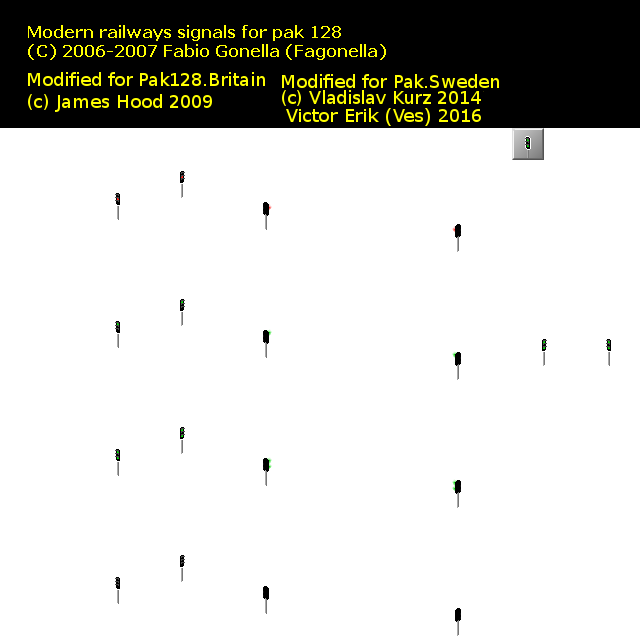 Modern railways signals for pak 128
(C) 2006-2007 Fabio Gonella (Fagonella)
Modified for Pak128.Britain
(c) James Hood 2009
Modified for Pak.Sweden
(c) Vladislav Kurz 2014
Victor Erik (Ves) 2016